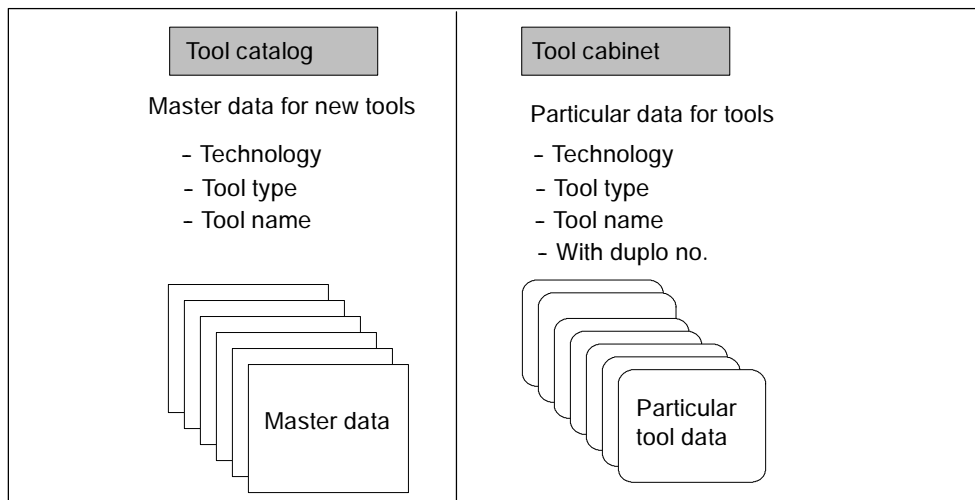 Tool catalog
Master data for new tools
- Technology
- Tool type
- Tool name
Master data
Tool cabinet
Particular data for tools
- Technology
- Tool type
- Tool name
- With duplo no.
Particular
tool data